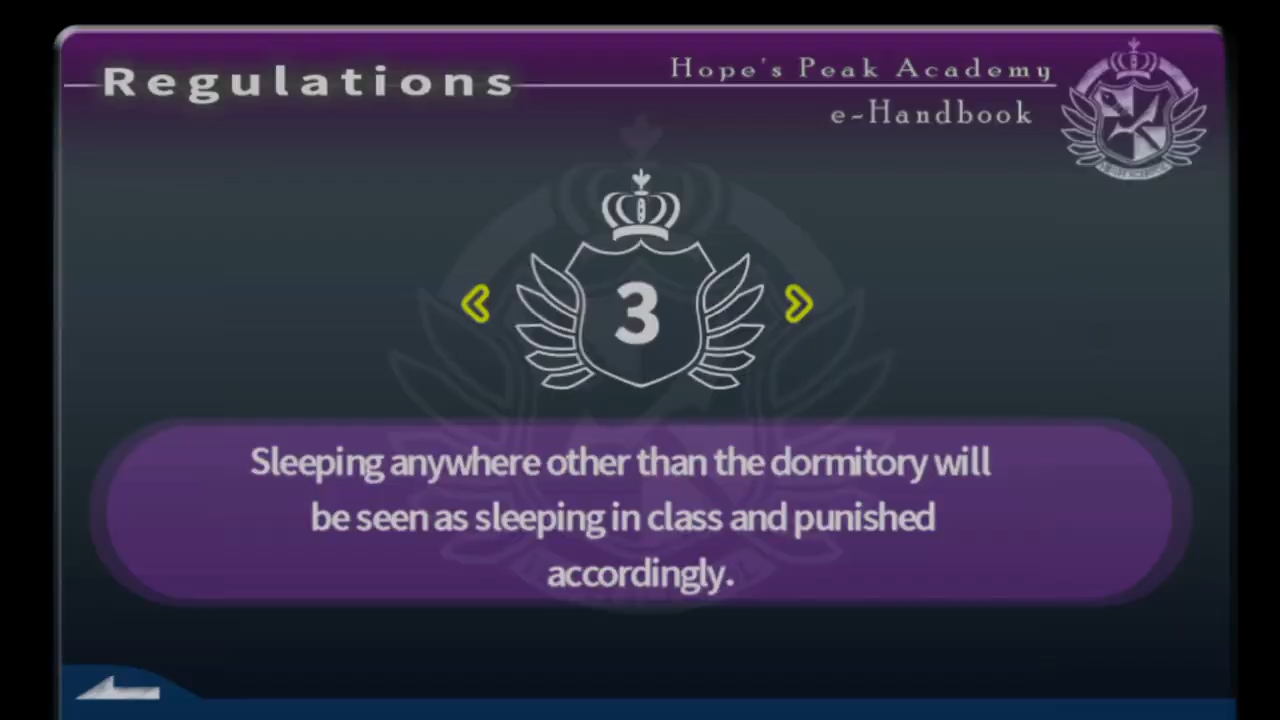 Regulations
Hope's Peak Academy
e-Handbook
3
Sleeping anywhere other than the dormitory will
be seen as sleeping in class and punished
accordingly.